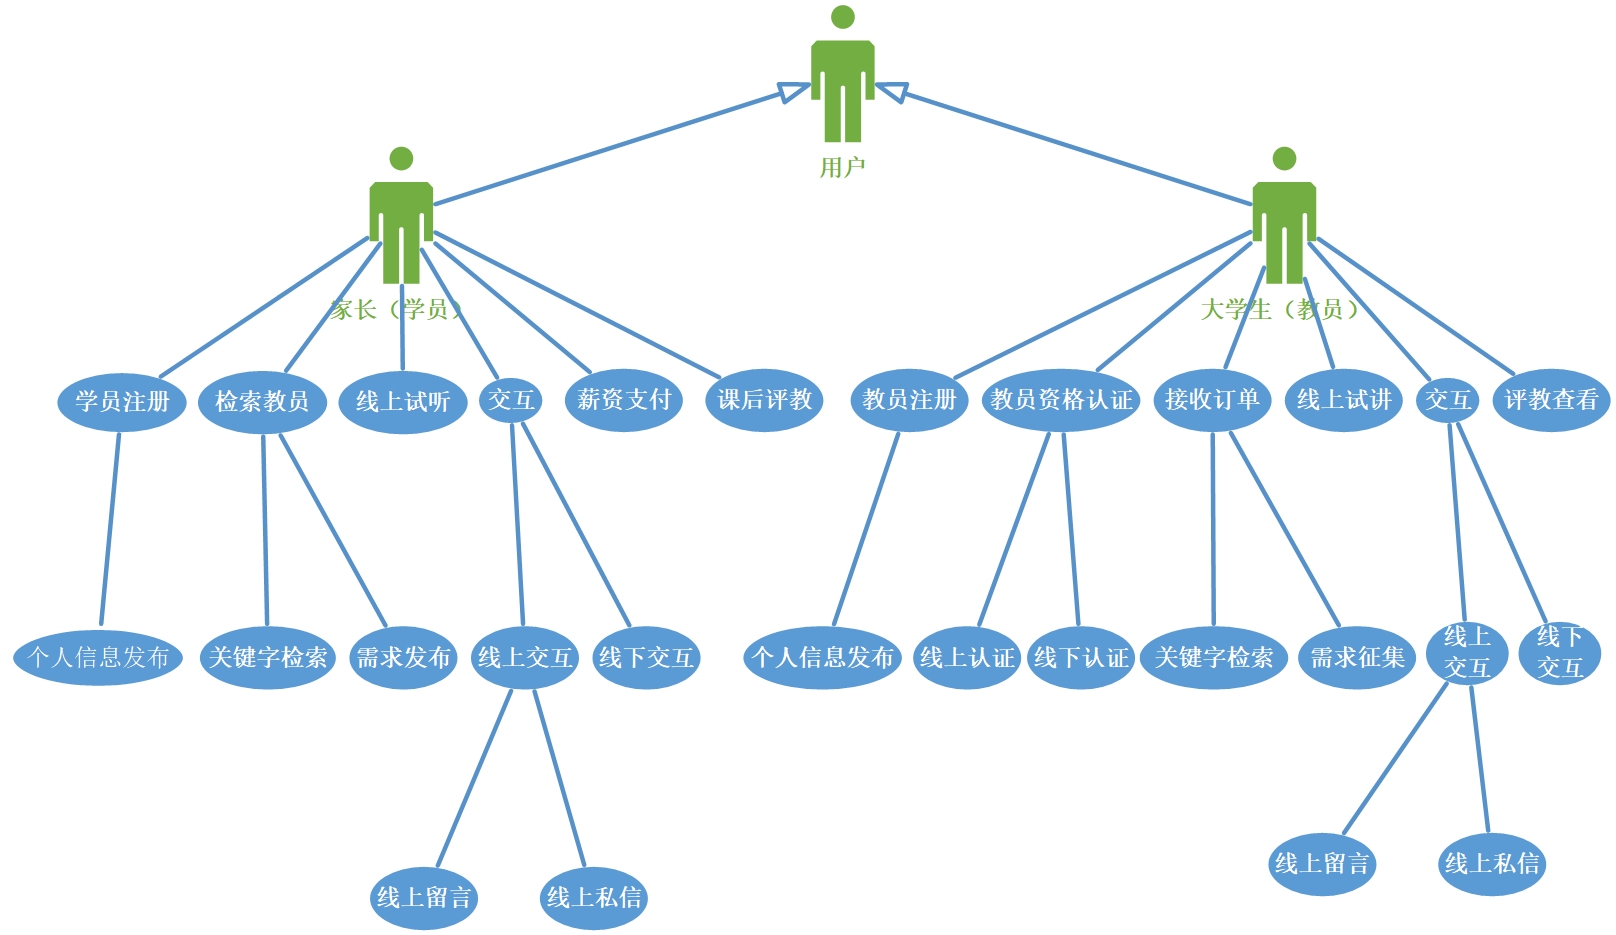 用户
家长（学员）
大学生（教员）
学员注册
检索教员
线上试听
交互
薪资支付
课后评教
教员注册
教员资格认证
接收订单
线上试讲
交互
评教查看
个人信息发布
关键字检索
需求发布
线上交互
线下交互
个人信息发布
线上认证
线下认证
关键字检索
需求征集
线上
交互
线下
交互
线上留言
线上私信
线上留言
线上私信